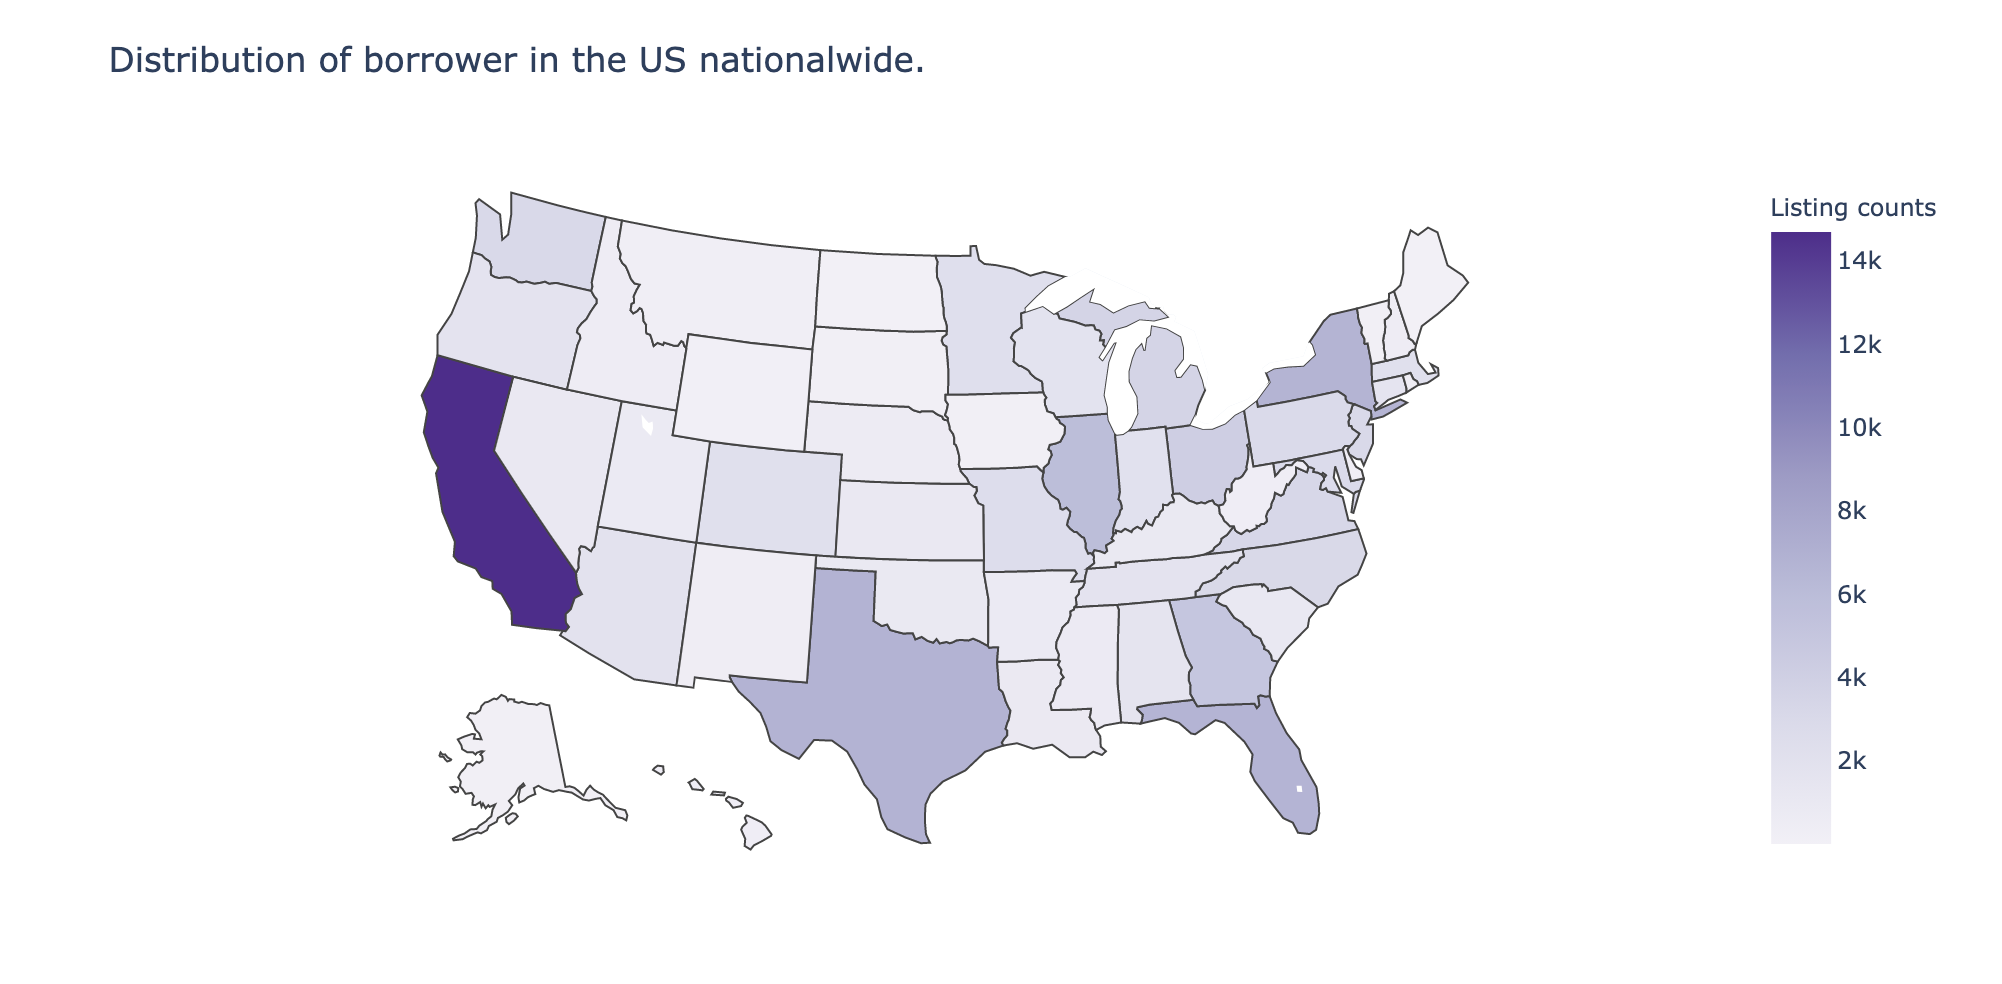 Distribution of borrower in the US nationalwide.
Listing counts
14k
12k
10k
8k
6k
4k
2k